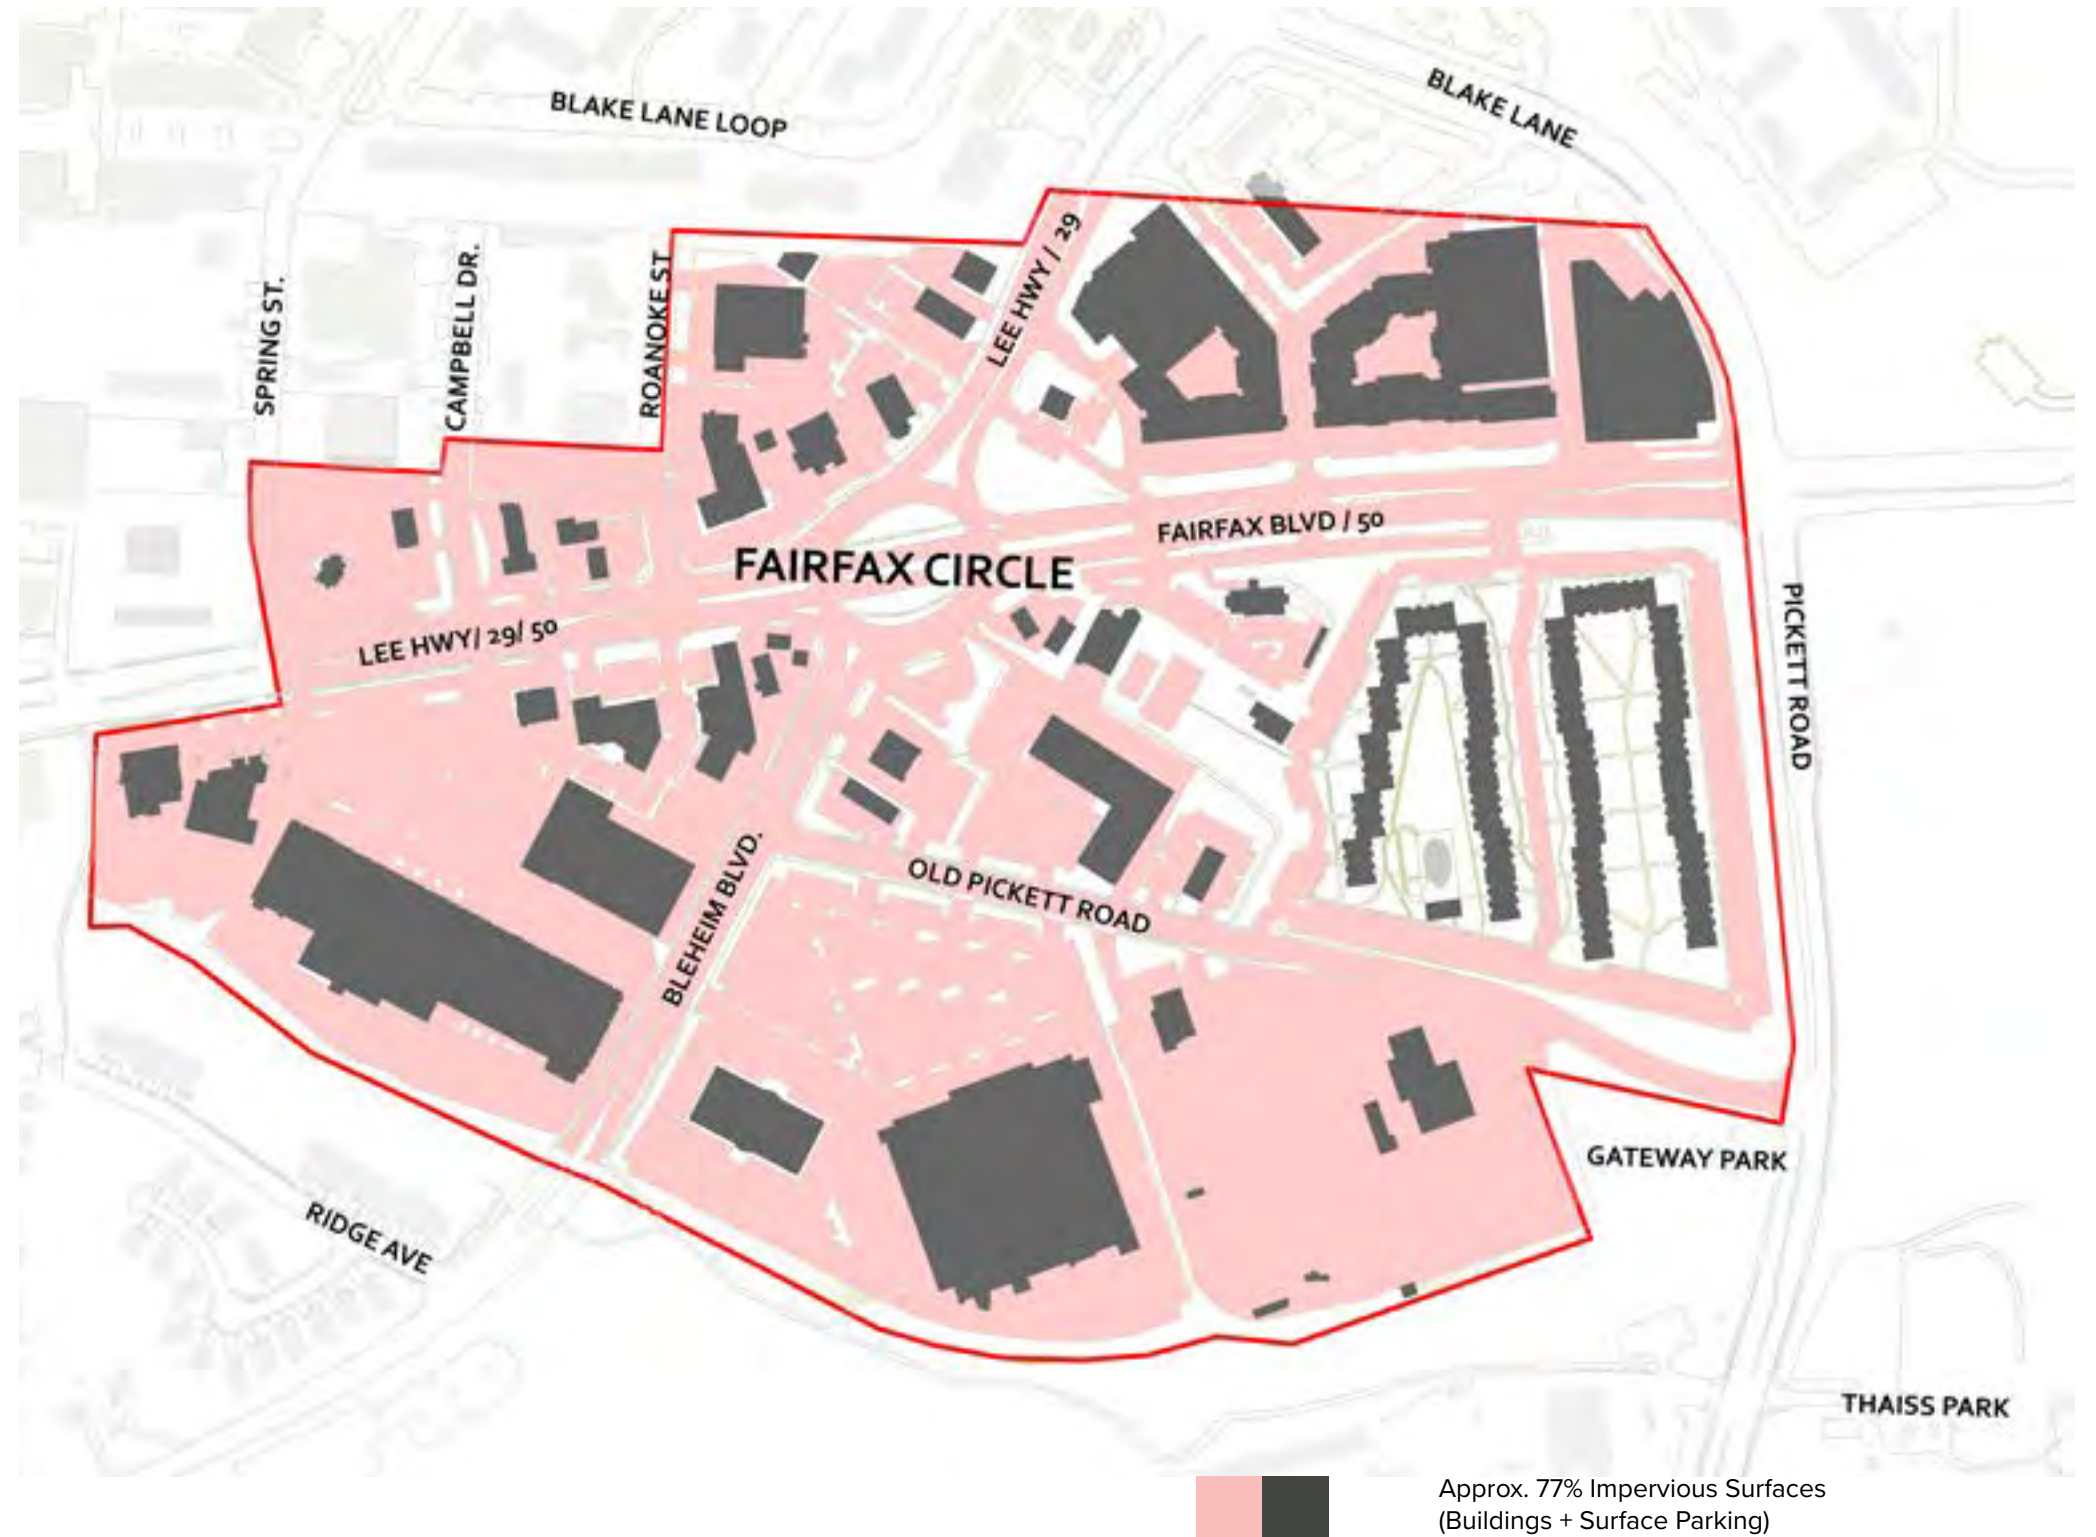 BLAKE LANE LOOP
BLAKE LANE
SPRING ST.
CAMPBELL DR.
ROANOKE ST
LEE HWY / 29
FAIRFAX BLVD / 50
FAIRFAX CIRCLE
LEE HWY/ 29/ 50
PICKETT ROAD
BLEHEIM BLVD.
OLD PICKETT ROAD
GATEWAY PARK
RIDGE AVE
THAISS PARK
Approx. 77% Impervious Surfaces
(Buildings + Surface Parking)